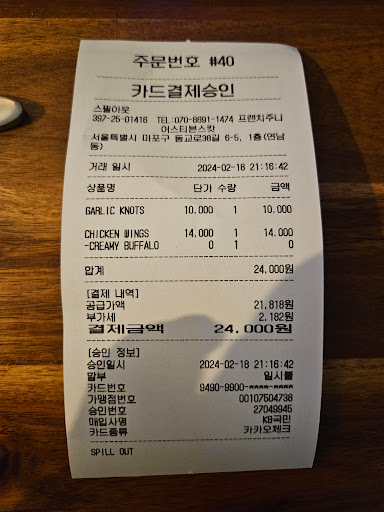 주문번호 #40
카드결제승인
스필아웃
397-25-01416 TEL:070-8691-1474 프랜치주니
어스티븐스캇
서울특별시 마포구 동교로38길 6-5, 1층(연남
동)
거래 일시 2024-02-18 21:16:42
상품명 단가 수량 금액
GARLIC KNOTS 10,000 1 10,000
CHICKEN WINGS 14,000 1 14,000
-CREAMY BUFFALO 0 1 0
합계 24,000원
[결제 내역]
공급가액 21,818원
부가세 2,182원
결제금액 24,000원
[승인 정보]
승인일시 2024-02-18 21:16:42
할부 일시불
카드번호 9490-9900-****-****
가맹점번호 00107504738
승인번호 27049945
매입사명 KB국민
카드종류 카카오체크
SPILL OUT